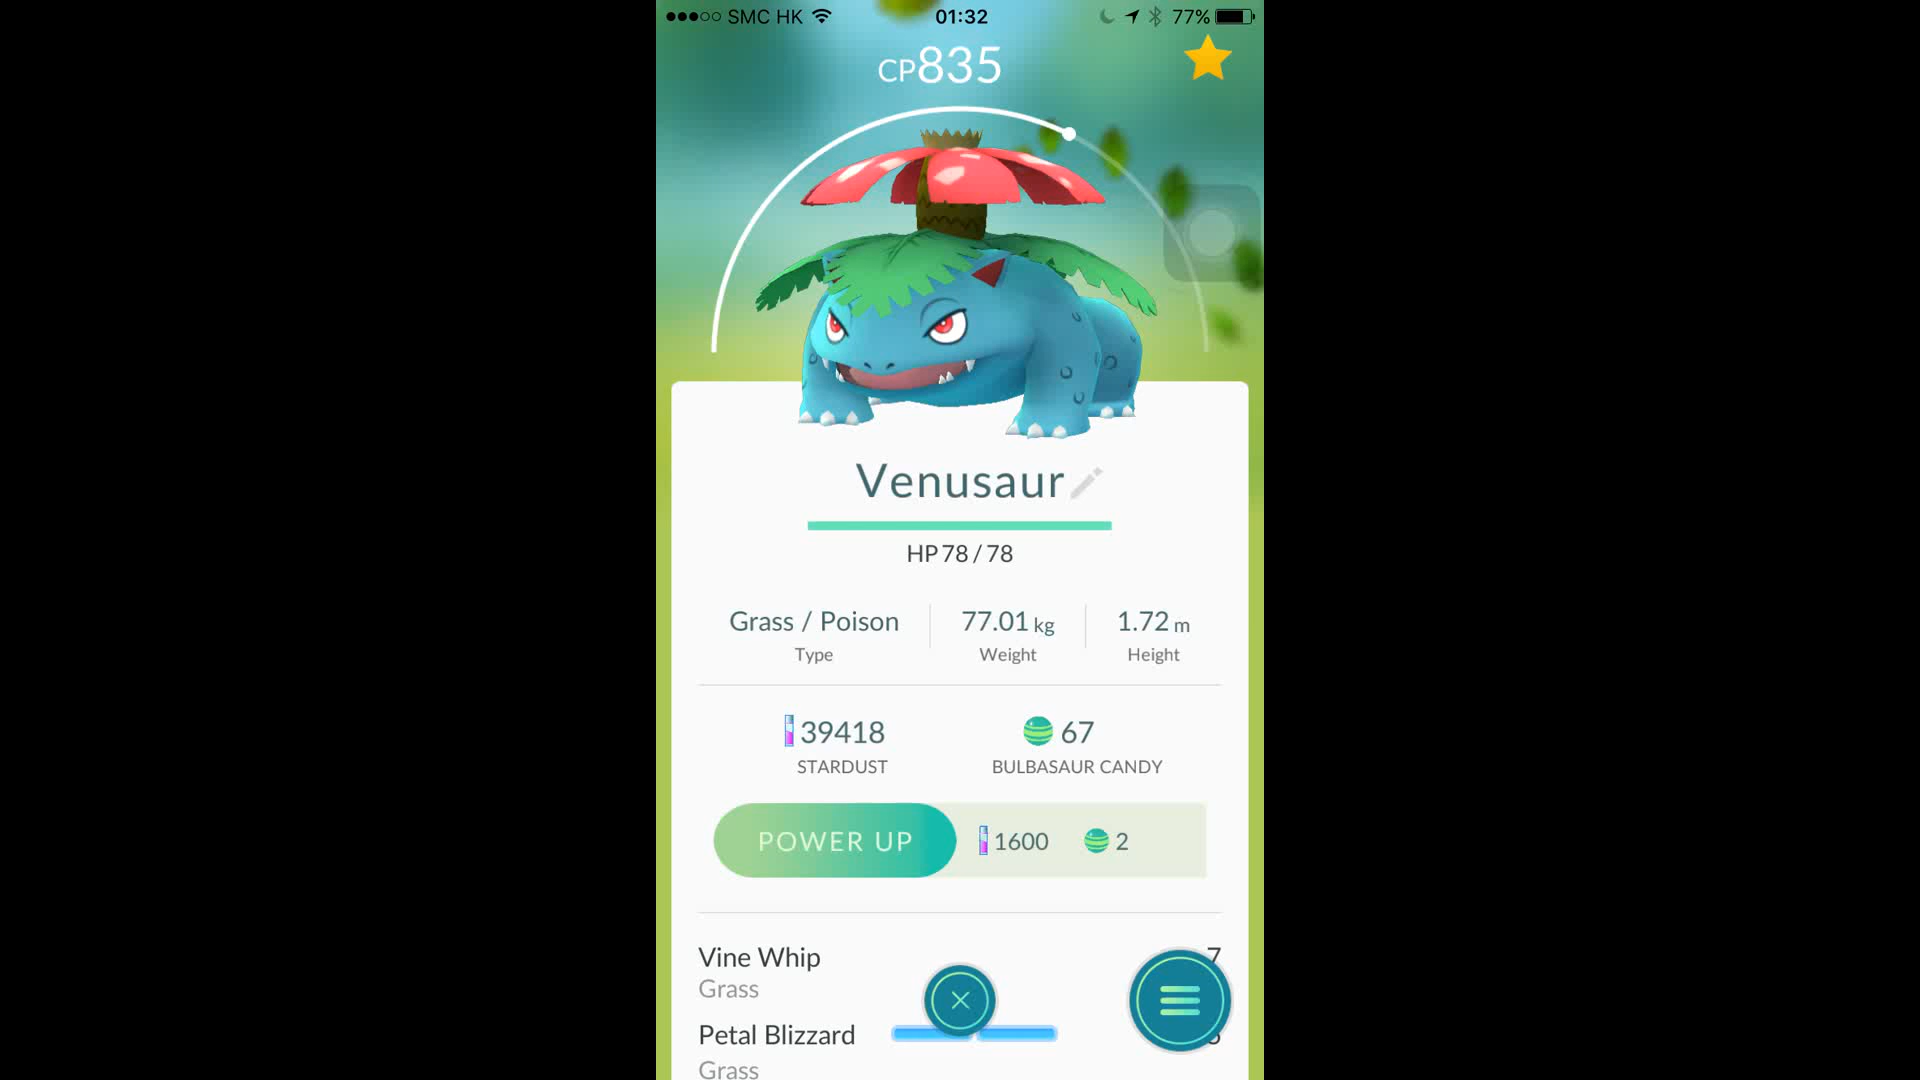 SMC HK 01:32 77%
CP835
Venusaur
HP 78 / 78
Grass / Poison 77.01 kg 1.72 m
Type Weight Height
39418 67
STARDUST BULBASAUR CANDY
POWER UP 1600 2
Vine Whip 7
Grass
Petal Blizzard
Grass